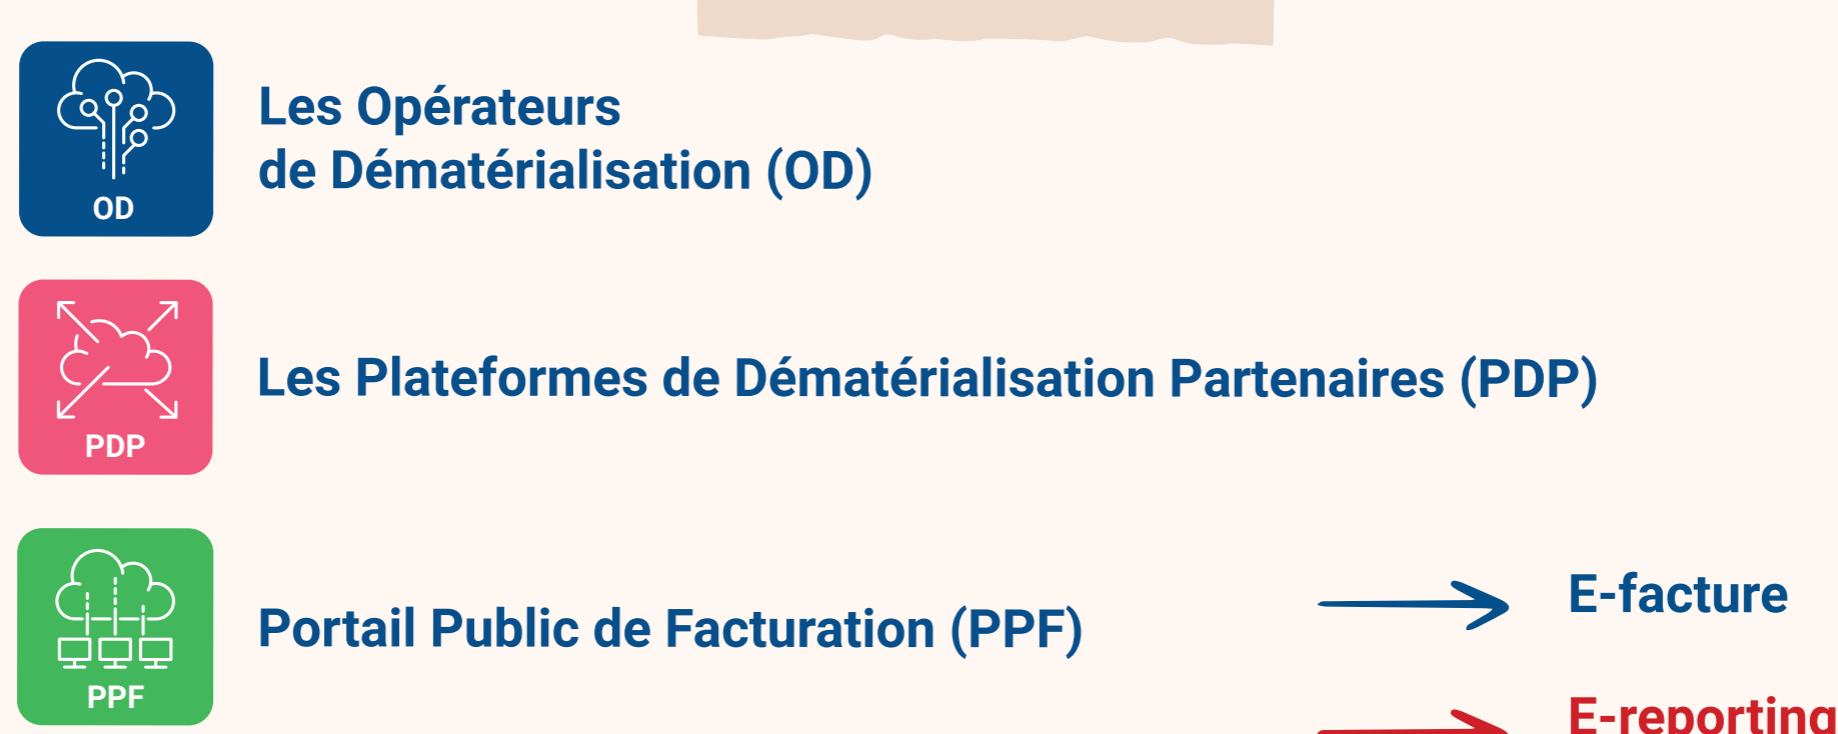 OD
Les Opérateurs
de Dématérialisation (OD)
PDP
Les Plateformes de Dématérialisation Partenaires (PDP)
PPF
Portail Public de Facturation (PPF)
E-facture
E-reporting